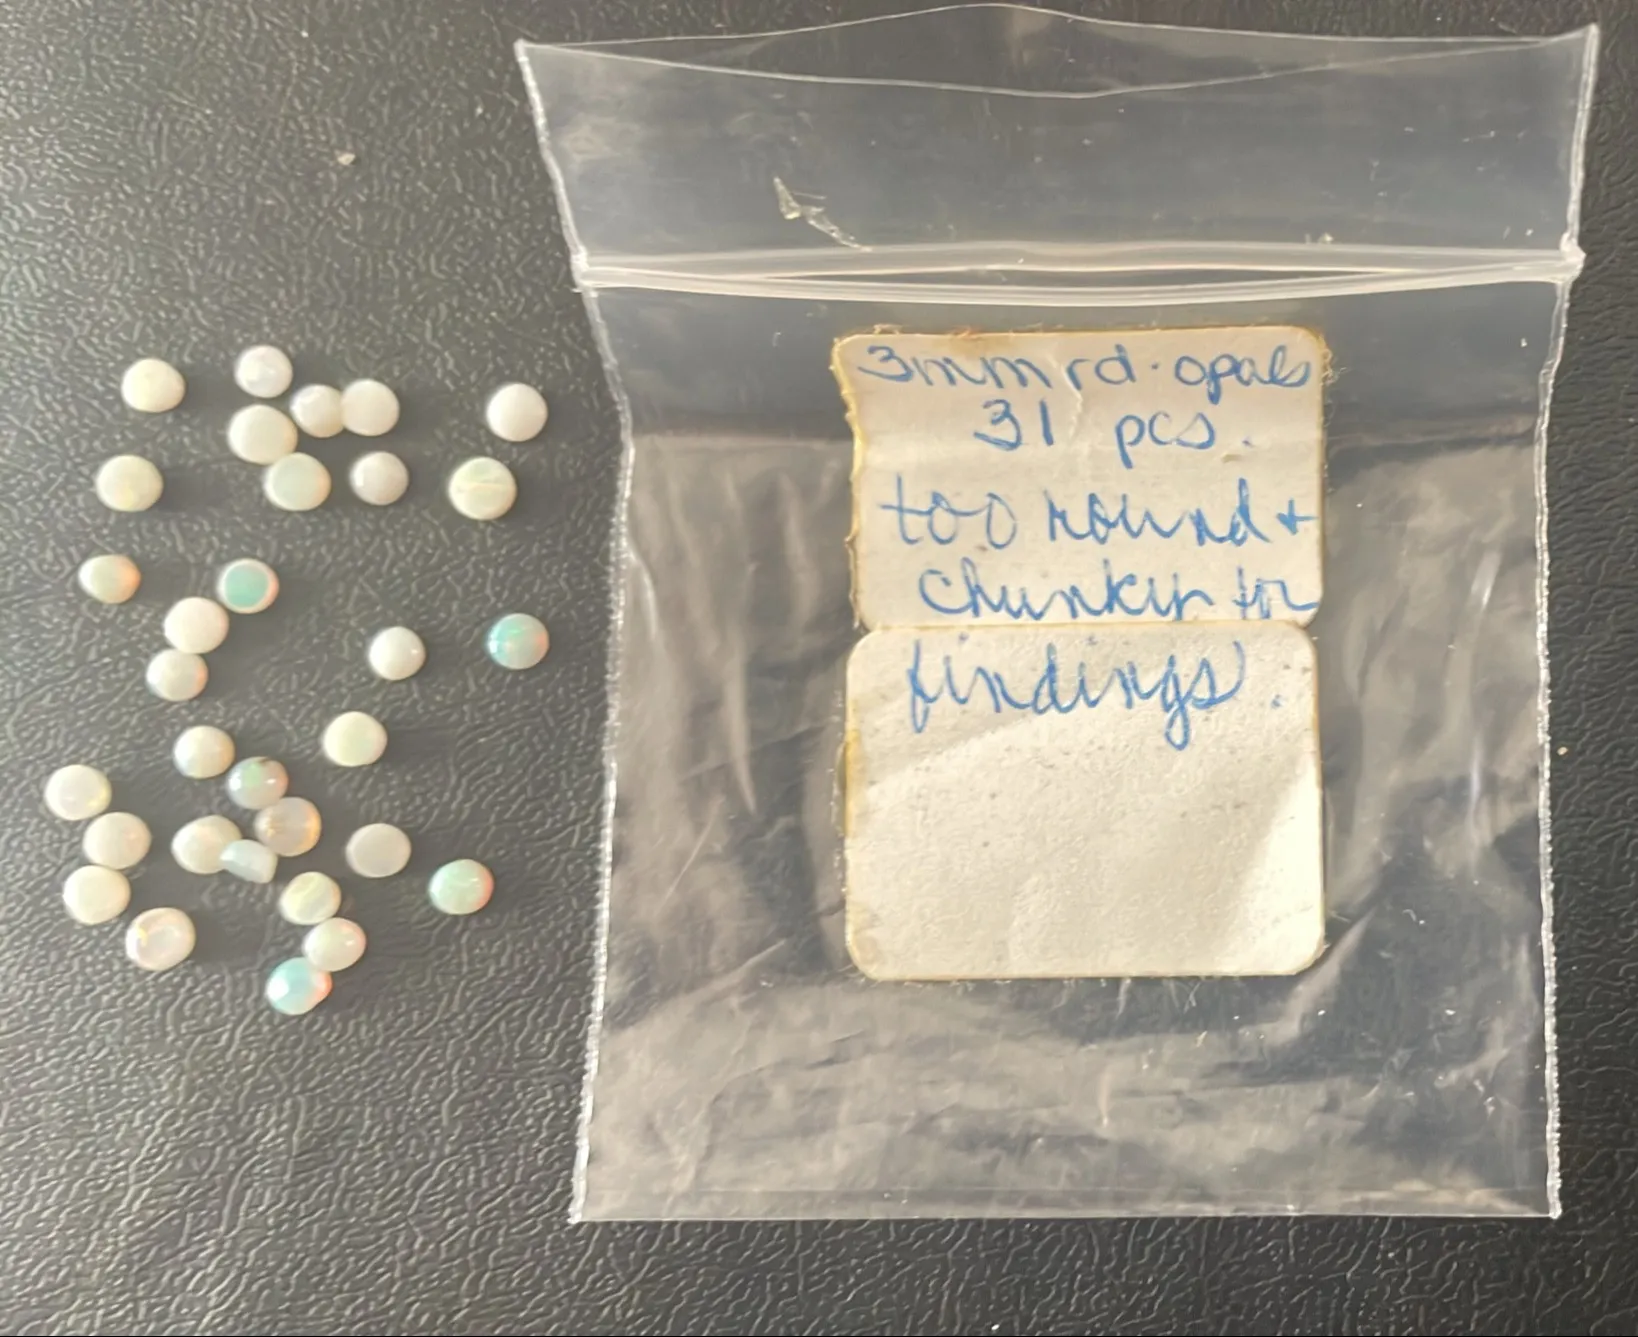 3mm rd. opals
31 pcs.
too round +
chunky for
findings.